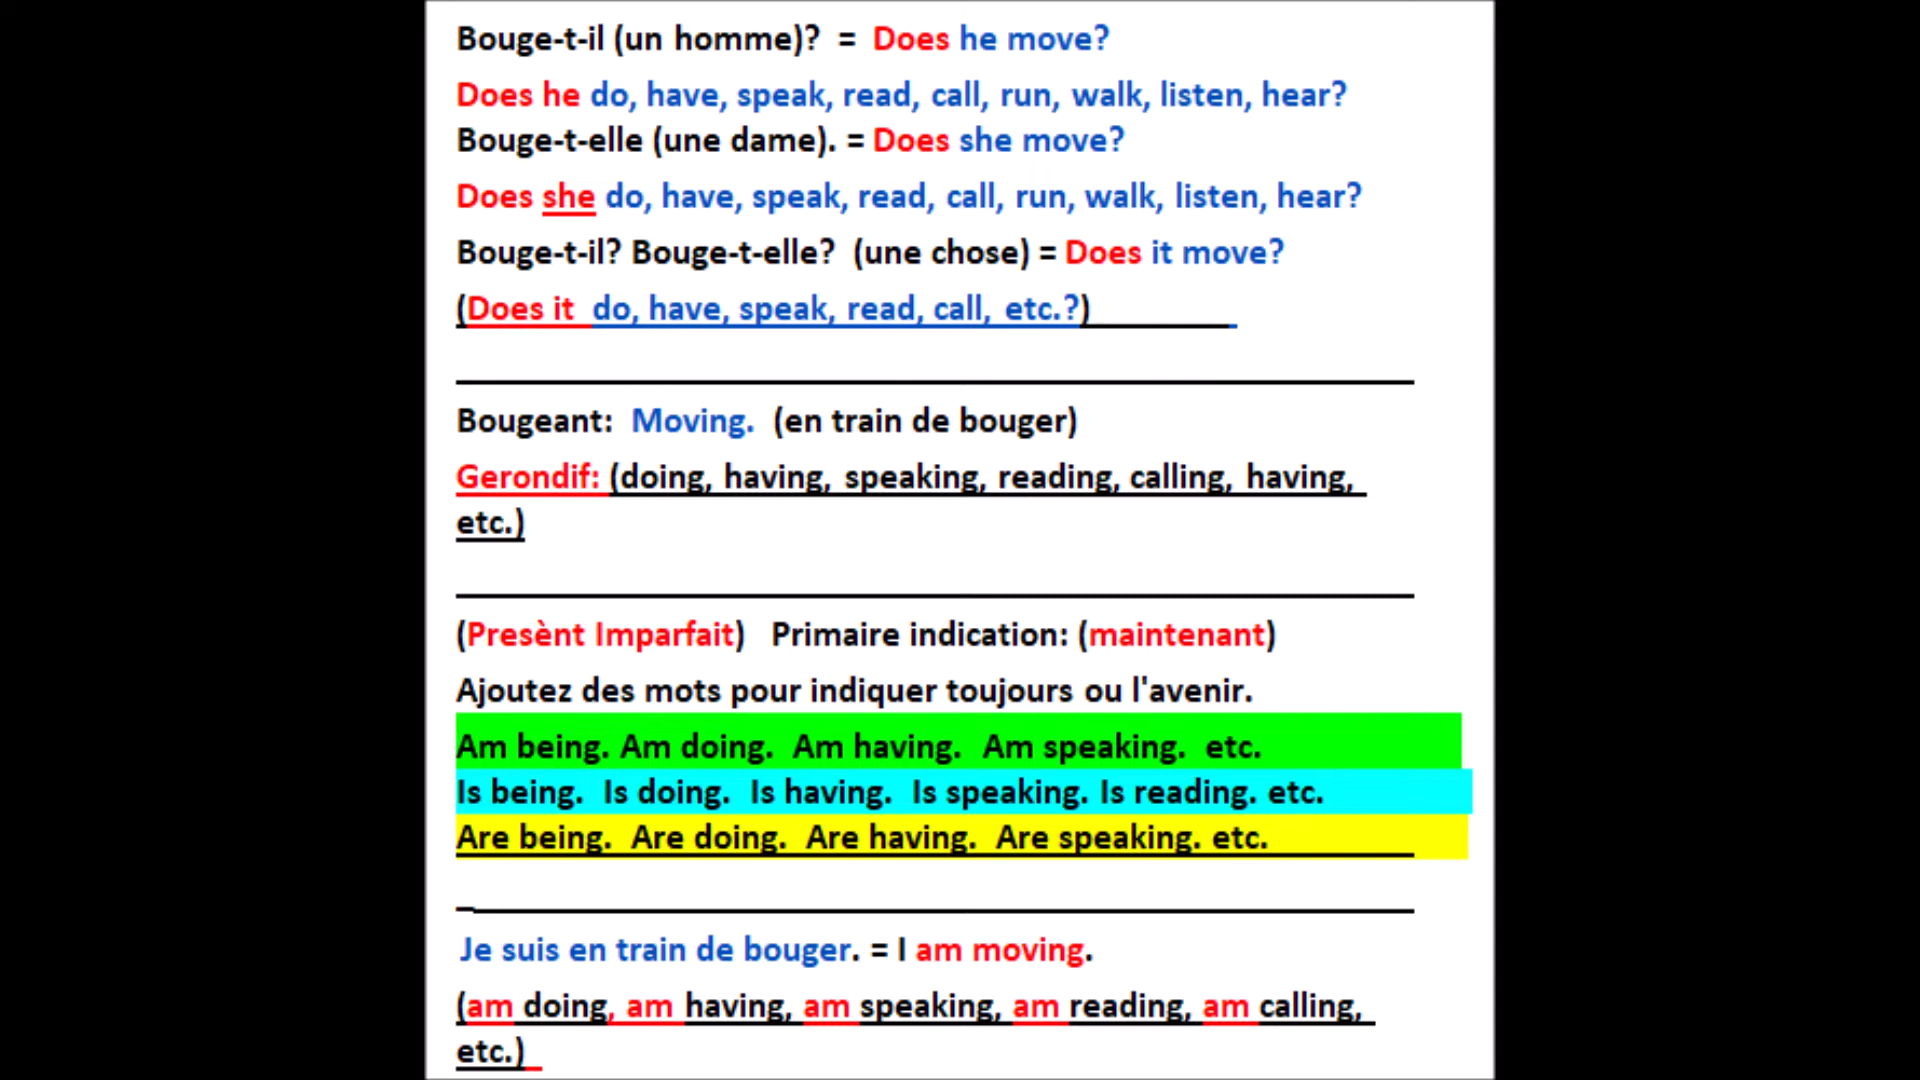 Bouge-t-il (un homme)? = Does he move?
Does he do, have, speak, read, call, run, walk, listen, hear?
Bouge-t-elle (une dame). = Does she move?
Does she do, have, speak, read, call, run, walk, listen, hear?
Bouge-t-il? Bouge-t-elle? (une chose) = Does it move?
(Does it do, have, speak, read, call, etc.?)
Bougeant: Moving. (en train de bouger)
Gerondif: (doing, having, speaking, reading, calling, having,
etc.)
(Presènt Imparfait) Primaire indication: (maintenant)
Ajoutez des mots pour indiquer toujours ou l'avenir.
Am being. Am doing. Am having. Am speaking. etc.
Is being. Is doing. Is having. Is speaking. Is reading. etc.
Are being. Are doing. Are having. Are speaking. etc.
Je suis en train de bouger. = I am moving.
(am doing, am having, am speaking, am reading, am calling,
etc.)